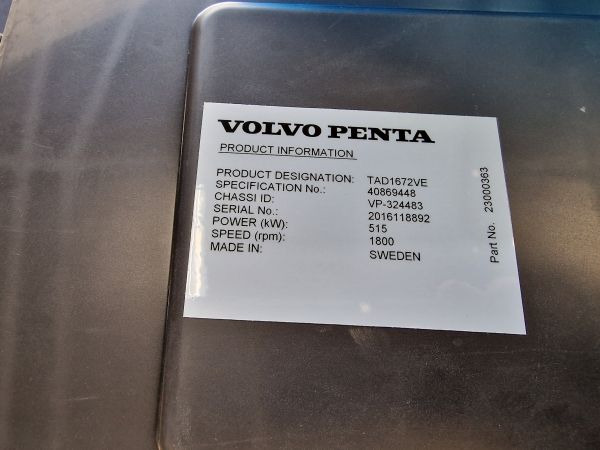 VOLVO PENTA
PRODUCT INFORMATION
PRODUCT DESIGNATION: TAD1672VE
SPECIFICATION No.: 40869448
CHASSI ID: VP-324483
SERIAL No.: 2016118892
POWER (kW): 515
SPEED (rpm): 1800
MADE IN: SWEDEN
Part No. 23000363